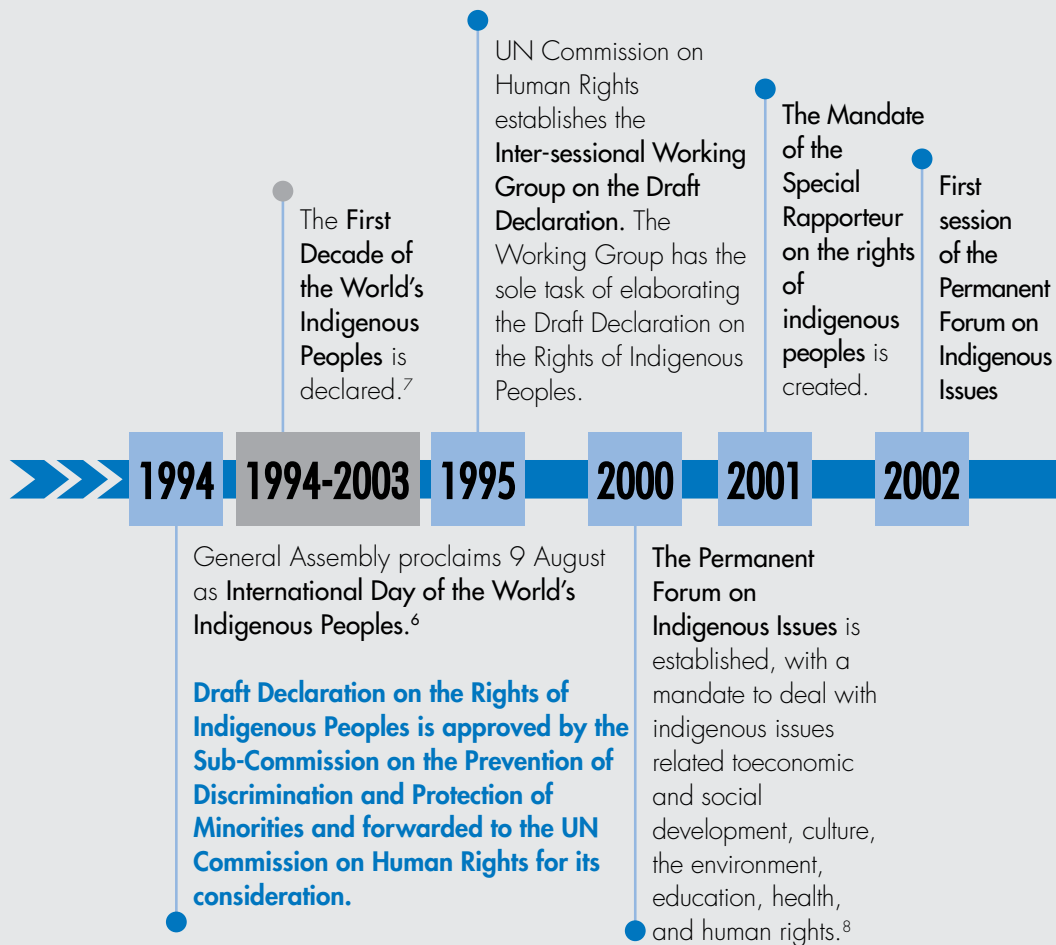 UN Commission on
Human Rights
establishes the
Inter-sessional Working
Group on the Draft
Declaration. The
Working Group has the
sole task of elaborating
the Draft Declaration on
the Rights of Indigenous
Peoples.
The Mandate
of the
Special
Rapporteur
on the rights
of
indigenous
peoples is
created.
First
session
of the
Permanent
Forum on
Indigenous
Issues
The First
Decade of
the World's
Indigenous
Peoples is
declared.⁷
1994
1994-2003
1995
2000
2001
2002
General Assembly proclaims 9 August
as International Day of the World's
Indigenous Peoples.⁶
Draft Declaration on the Rights of
Indigenous Peoples is approved by the
Sub-Commission on the Prevention of
Discrimination and Protection of
Minorities and forwarded to the UN
Commission on Human Rights for its
consideration.
The Permanent
Forum on
Indigenous Issues is
established, with a
mandate to deal with
indigenous issues
related toeconomic
and social
development, culture,
the environment,
education, health,
and human rights.⁸